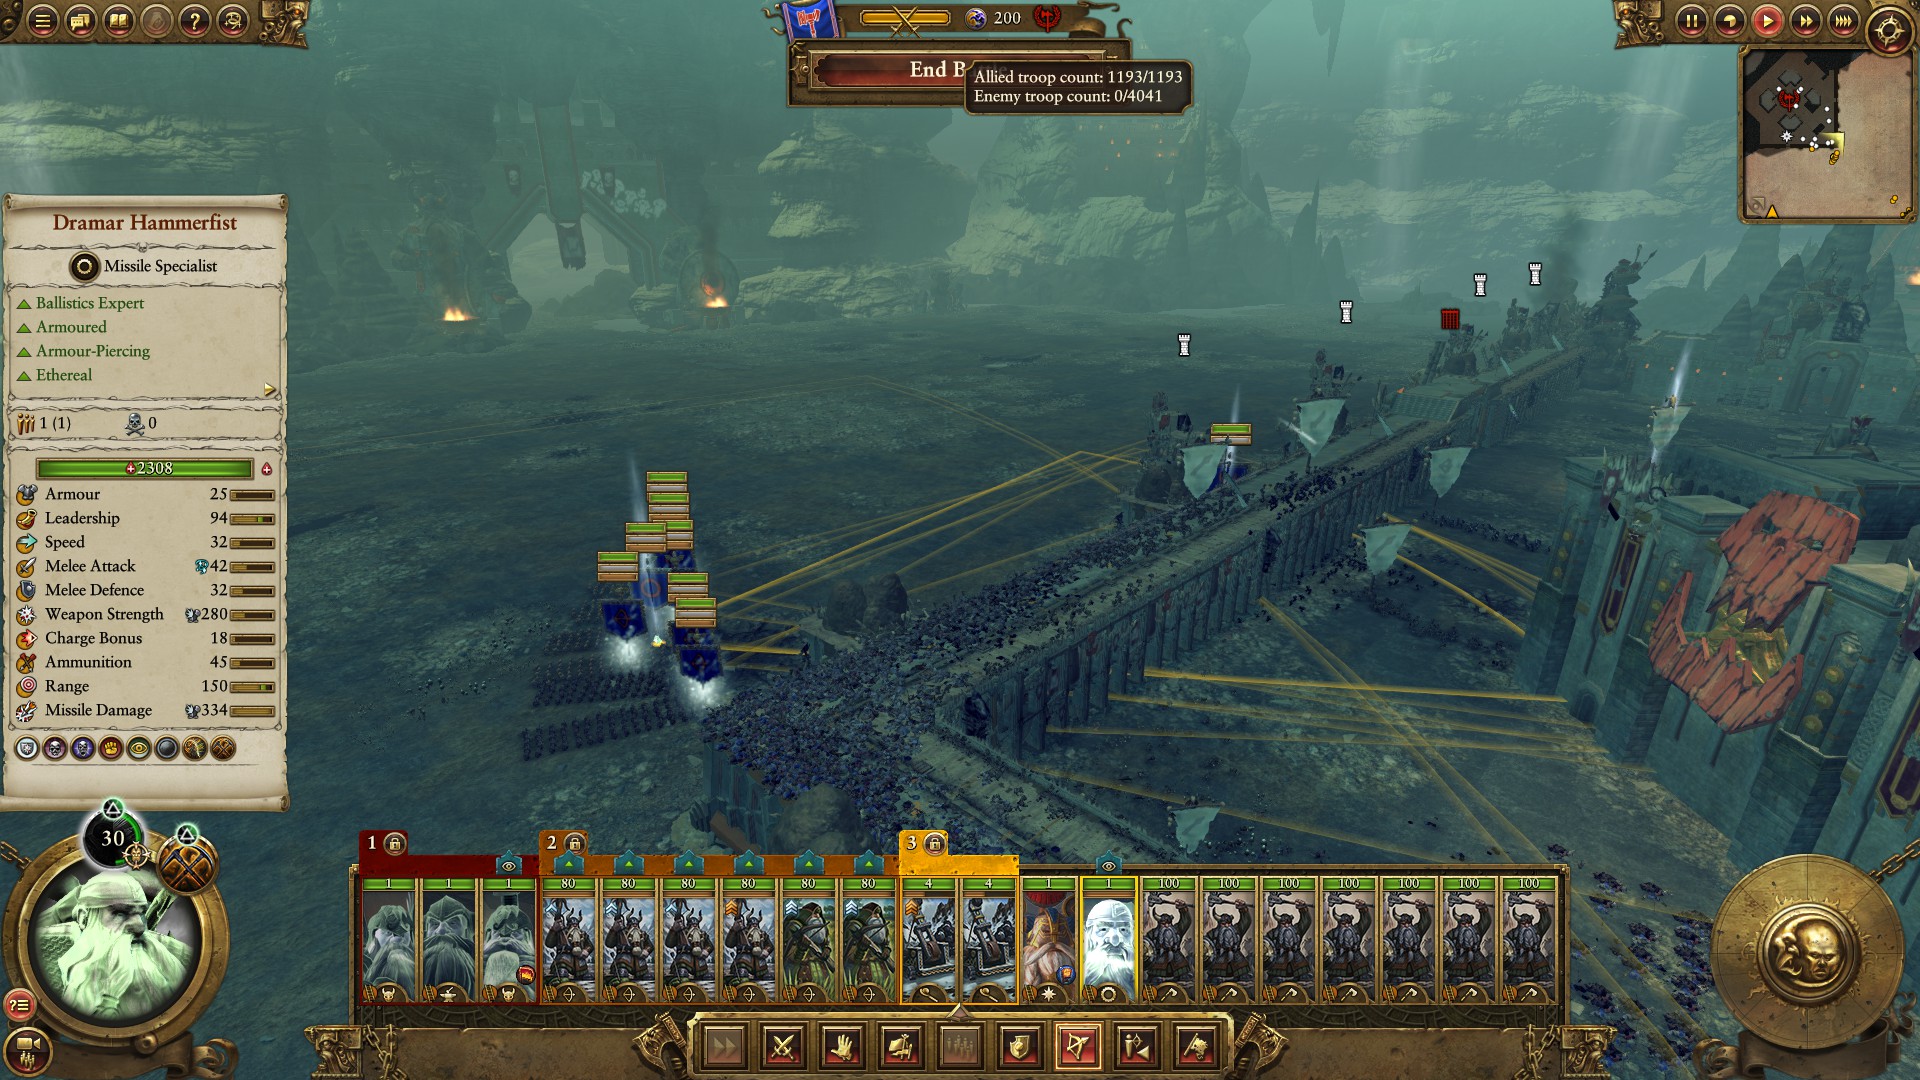 200
End B
Allied troop count: 1193/1193
Enemy troop count: 0/4041
Dramar Hammerfist
Missile Specialist
Ballistics Expert
Armoured
Armour-Piercing
Ethereal
1 (1) 0
2308
Armour 25
Leadership 94
Speed 32
Melee Attack 42
Melee Defence 32
Weapon Strength 280
Charge Bonus 18
Ammunition 45
Range 150
Missile Damage 334
30
1 2 3
1 1 1 80 80 80 80 80 80 4 4 1 1 100 100 100 100 100 100 100